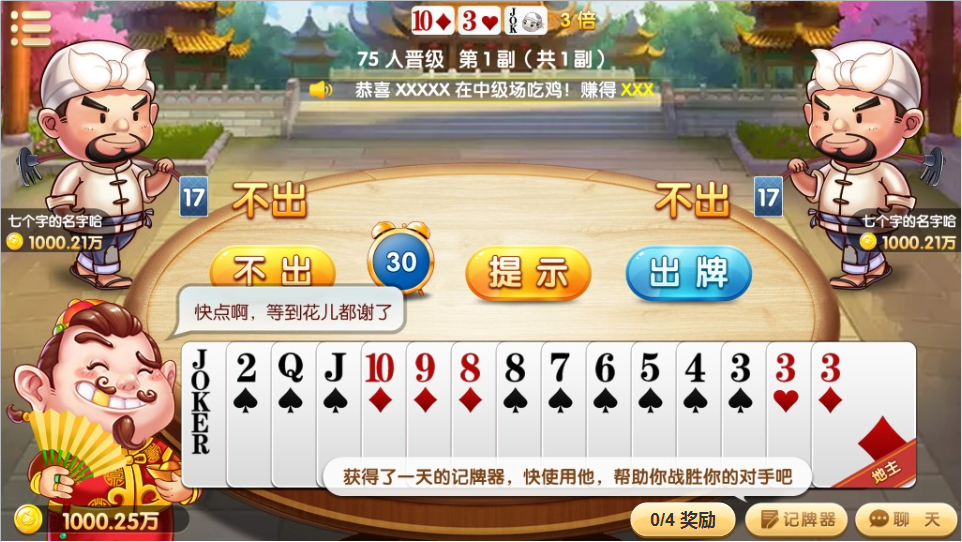 10 3 JOK 3倍
75人晋级 第1副（共1副）
恭喜 XXXXX 在中级场吃鸡！赚得 XXX
17 不出
不出 17
七个字的名字哈
1000.21万
七个字的名字哈
1000.21万
不出
30
提示
出牌
快点啊，等到花儿都谢了
JOKER 2 Q J 10 9 8 8 7 6 5 4 3 3 3
地主
获得了一天的记牌器，快使用他，帮助你战胜你的对手吧
1000.25万
0/4 奖励
记牌器
聊天